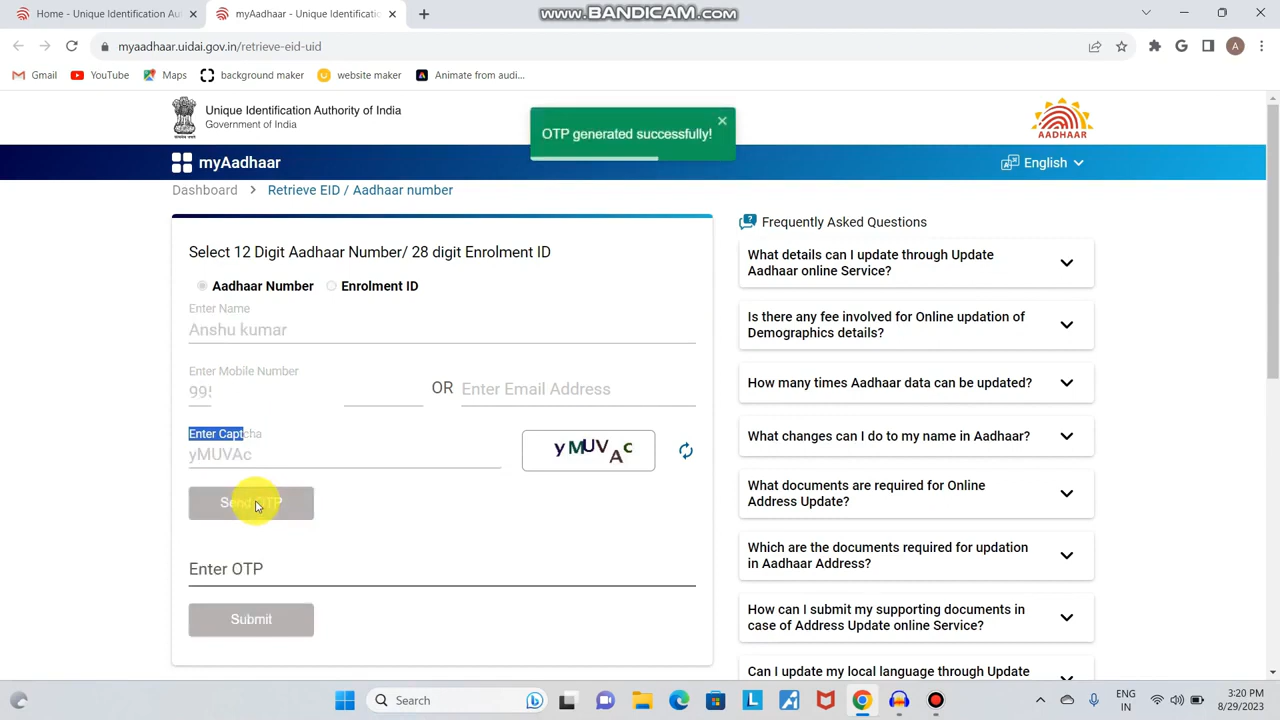 Home - Unique Identification Au
myAadhaar - Unique Identificatio
www.BANDICAM.com
myaadhaar.uidai.gov.in/retrieve-eid-uid
A
Gmail
YouTube
Maps
background maker
website maker
Animate from audi...
Unique Identification Authority of India
Government of India
OTP generated successfully!
AADHAAR
myAadhaar
English
Dashboard > Retrieve EID / Aadhaar number
Select 12 Digit Aadhaar Number/ 28 digit Enrolment ID
Aadhaar Number
Enrolment ID
Enter Name
Anshu kumar
Enter Mobile Number
995
OR
Enter Email Address
Enter Captcha
yMUVAc
yMUVAc
Send OTP
Enter OTP
Submit
Frequently Asked Questions
What details can I update through Update
Aadhaar online Service?
Is there any fee involved for Online updation of
Demographics details?
How many times Aadhaar data can be updated?
What changes can I do to my name in Aadhaar?
What documents are required for Online
Address Update?
Which are the documents required for updation
in Aadhaar Address?
How can I submit my supporting documents in
case of Address Update online Service?
Can I update my local language through Update
Search
ENG
IN
3:20 PM
8/29/2023